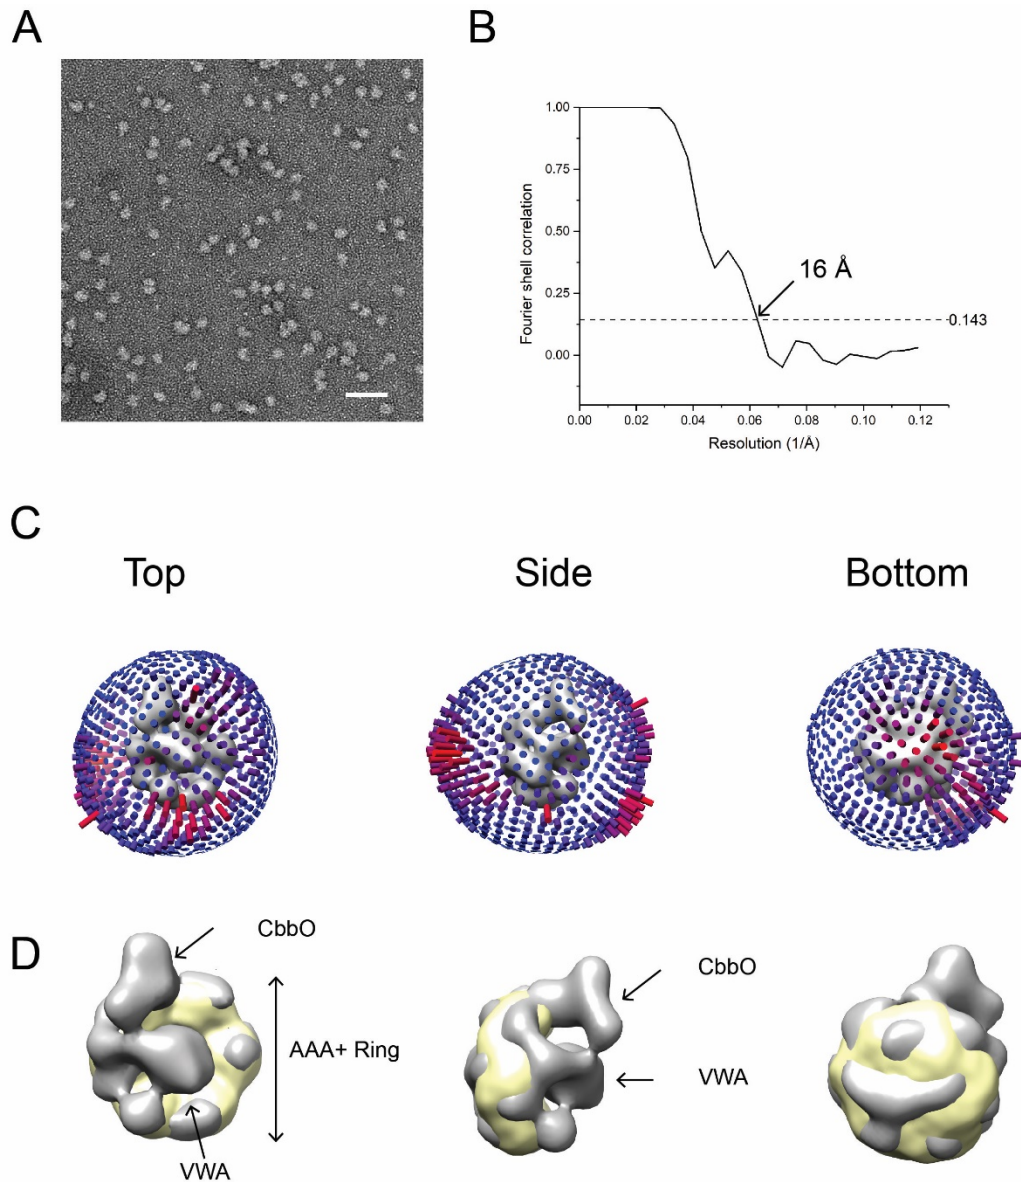 A
B
1.00
0.75
0.50
0.25
0.00
Fourier shell correlation
16 Å
0.143
0.00 0.02 0.04 0.06 0.08 0.10 0.12
Resolution (1/Å)
C
Top Side Bottom
D
CbbO
AAA+ Ring
VWA
CbbO
VWA